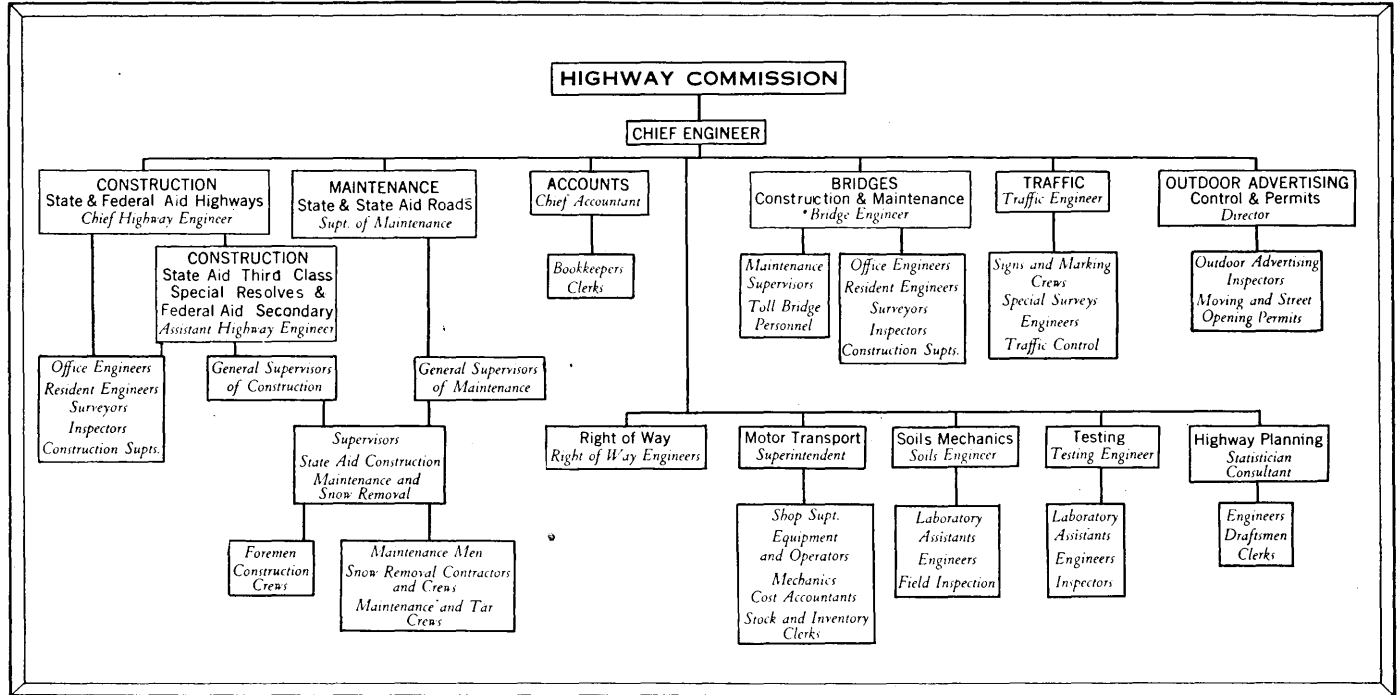 HIGHWAY COMMISSION
CHIEF ENGINEER
CONSTRUCTION
State & Federal Aid Highways
Chief Highway Engineer
MAINTENANCE
State & State Aid Roads
Supt. of Maintenance
ACCOUNTS
Chief Accountant
BRIDGES
Construction & Maintenance
Bridge Engineer
TRAFFIC
Traffic Engineer
OUTDOOR ADVERTISING
Control & Permits
Director
CONSTRUCTION
State Aid Third Class
Special Resolves &
Federal Aid Secondary
Assistant Highway Engineer
Bookkeepers
Clerks
Maintenance
Supervisors
Toll Bridge
Personnel
Office Engineers
Resident Engineers
Surveyors
Inspectors
Construction Supts.
Signs and Marking
Crews
Special Surveys
Engineers
Traffic Control
Outdoor Advertising
Inspectors
Moving and Street
Opening Permits
Office Engineers
Resident Engineers
Surveyors
Inspectors
Construction Supts.
General Supervisors
of Construction
General Supervisors
of Maintenance
Supervisors
State Aid Construction
Maintenance and
Snow Removal
Foremen
Construction
Crews
Maintenance Men
Snow Removal Contractors
and Crews
Maintenance and Tar
Crews
Right of Way
Right of Way Engineers
Motor Transport
Superintendent
Soils Mechanics
Soils Engineer
Testing
Testing Engineer
Highway Planning
Statistician
Consultant
Shop Supt.
Equipment
and Operators
Mechanics
Cost Accountants
Stock and Inventory
Clerks
Laboratory
Assistants
Engineers
Field Inspection
Laboratory
Assistants
Engineers
Inspectors
Engineers
Draftsmen
Clerks